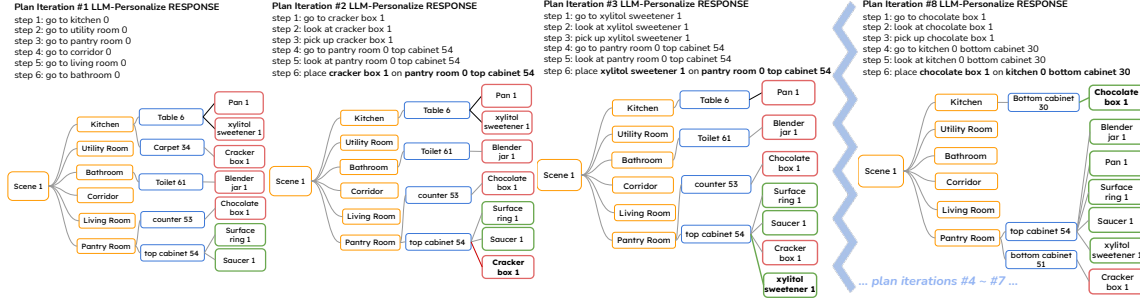 Plan Iteration #1 LLM-Personalize RESPONSE
step 1: go to kitchen 0
step 2: go to utility room 0
step 3: go to pantry room 0
step 4: go to corridor 0
step 5: go to living room 0
step 6: go to bathroom 0
Scene 1
Kitchen
Utility Room
Bathroom
Corridor
Living Room
Pantry Room
Table 6
Carpet 34
Toilet 61
counter 53
top cabinet 54
Pan 1
xylitol
sweetener 1
Cracker
box 1
Blender
jar 1
Chocolate
box 1
Surface
ring 1
Saucer 1
Plan Iteration #2 LLM-Personalize RESPONSE
step 1: go to cracker box 1
step 2: look at cracker box 1
step 3: pick up cracker box 1
step 4: go to pantry room 0 top cabinet 54
step 5: look at pantry room 0 top cabinet 54
step 6: place cracker box 1 on pantry room 0 top cabinet 54
Scene 1
Kitchen
Utility Room
Bathroom
Corridor
Living Room
Pantry Room
Table 6
Toilet 61
counter 53
top cabinet 54
Pan 1
xylitol
sweetener 1
Blender
jar 1
Chocolate
box 1
Surface
ring 1
Saucer 1
Cracker
box 1
Plan Iteration #3 LLM-Personalize RESPONSE
step 1: go to xylitol sweetener 1
step 2: look at xylitol sweetener 1
step 3: pick up xylitol sweetener 1
step 4: go to pantry room 0 top cabinet 54
step 5: look at pantry room 0 top cabinet 54
step 6: place xylitol sweetener 1 on pantry room 0 top cabinet 54
Scene 1
Kitchen
Utility Room
Bathroom
Corridor
Living Room
Pantry Room
Table 6
Toilet 61
counter 53
top cabinet 54
Pan 1
Blender
jar 1
Chocolate
box 1
Surface
ring 1
Saucer 1
Cracker
box 1
xylitol
sweetener 1
Plan Iteration #8 LLM-Personalize RESPONSE
step 1: go to chocolate box 1
step 2: look at chocolate box 1
step 3: pick up chocolate box 1
step 4: go to kitchen 0 bottom cabinet 30
step 5: look at kitchen 0 bottom cabinet 30
step 6: place chocolate box 1 on kitchen 0 bottom cabinet 30
Scene 1
Kitchen
Utility Room
Bathroom
Corridor
Living Room
Pantry Room
Bottom cabinet
30
top cabinet 54
bottom cabinet
51
Chocolate
box 1
Blender
jar 1
Pan 1
Surface
ring 1
Saucer 1
xylitol
sweetener 1
Cracker
box 1
... plan iterations #4 ~ #7 ...